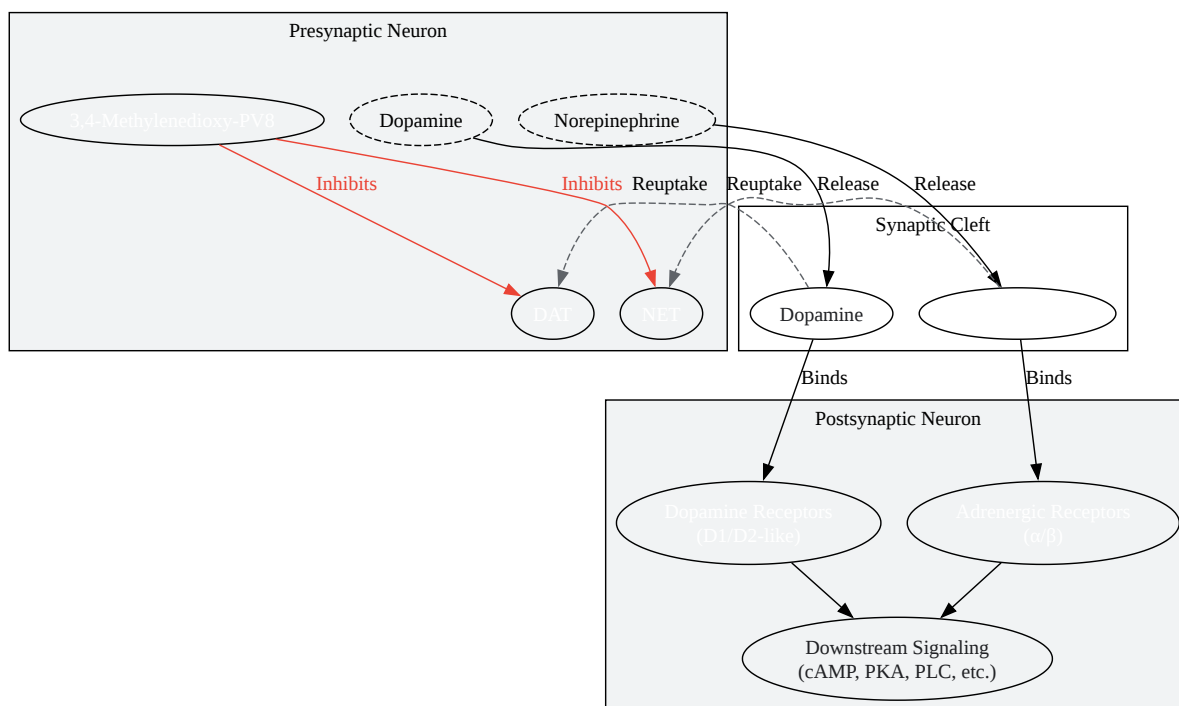 Presynaptic Neuron
3,4-Methylenedioxy-PV8
Dopamine
Norepinephrine
Inhibits
Inhibits
Reuptake
Reuptake
Release
Release
Synaptic Cleft
DAT
NET
Dopamine
Binds
Binds
Postsynaptic Neuron
Dopamine Receptors
(D1/D2-like)
Adrenergic Receptors
(α/β)
Downstream Signaling
(cAMP, PKA, PLC, etc.)